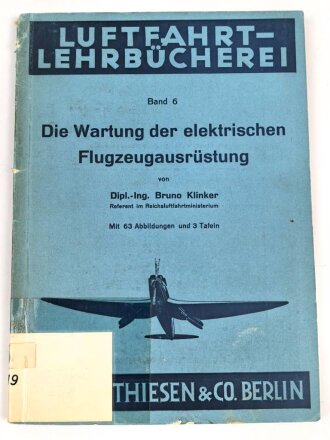 LUFTFAHRT-
LEHRBÜCHEREI
Band 6
Die Wartung der elektrischen
Flugzeugausrüstung
von
Dipl.-Ing. Bruno Klinker
Referent im Reichsluftfahrtministerium
Mit 63 Abbildungen und 3 Tafeln
THIESEN & CO. BERLIN
19